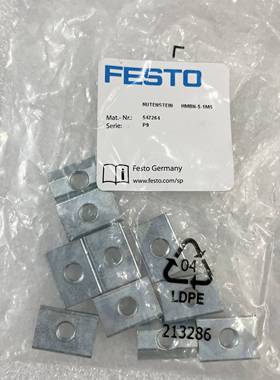 FESTO
NUTENSTEIN HMBN-5-1M5
Mat.-Nr.: 547264
Serie: P9
Festo Germany
www.festo.com/sp
04
LDPE
213286